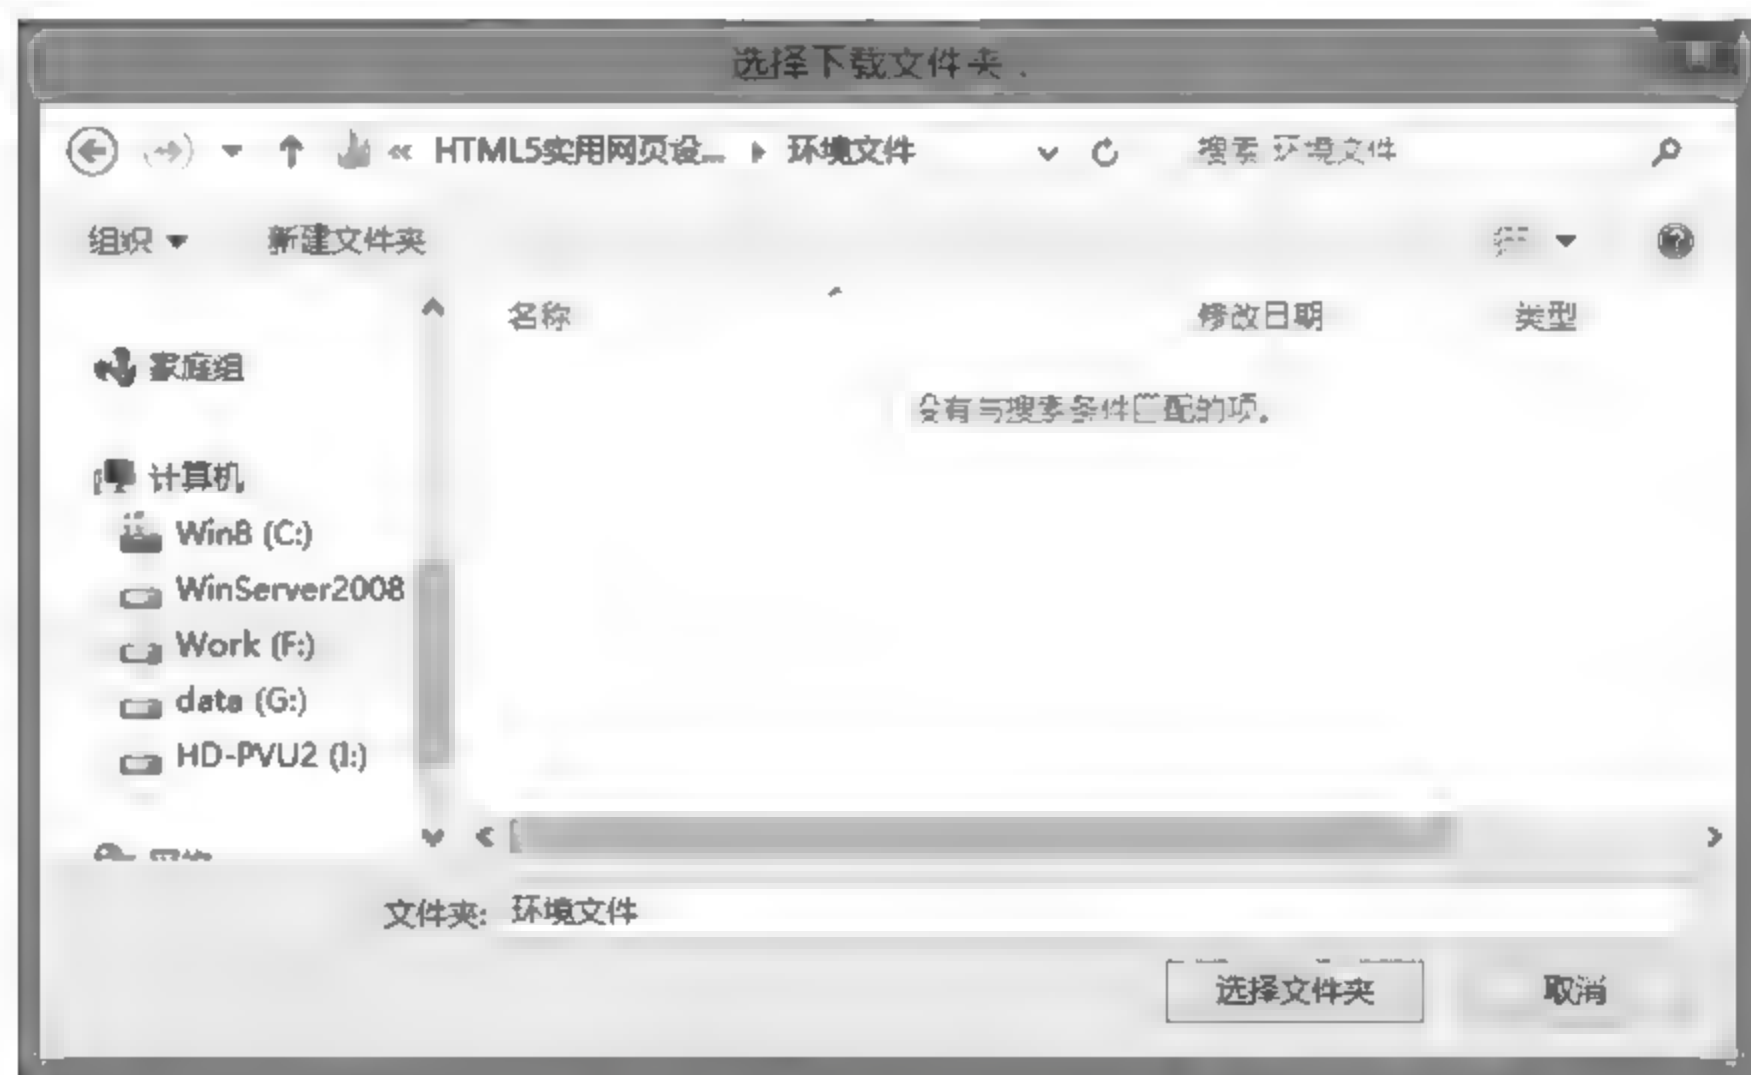 选择下载文件夹
« HTML5实用网页设... 环境文件 搜索 环境文件
组织 新建文件夹
名称 修改日期 类型
家庭组
没有与搜索条件匹配的项。
计算机
Win8 (C:)
WinServer2008
Work (F:)
data (G:)
HD-PVU2 (I:)
网络
文件夹: 环境文件
选择文件夹 取消